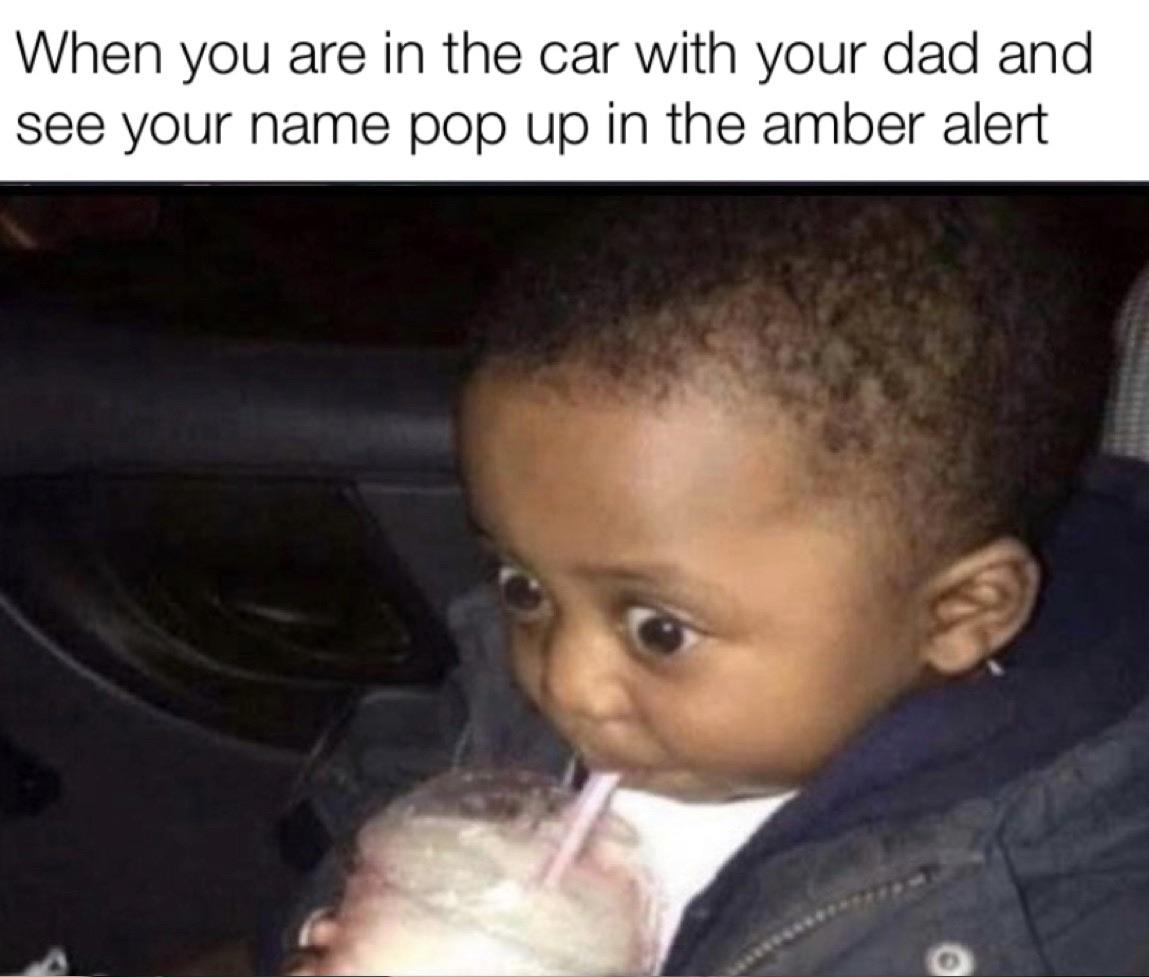 When you are in the car with your dad and
see your name pop up in the amber alert